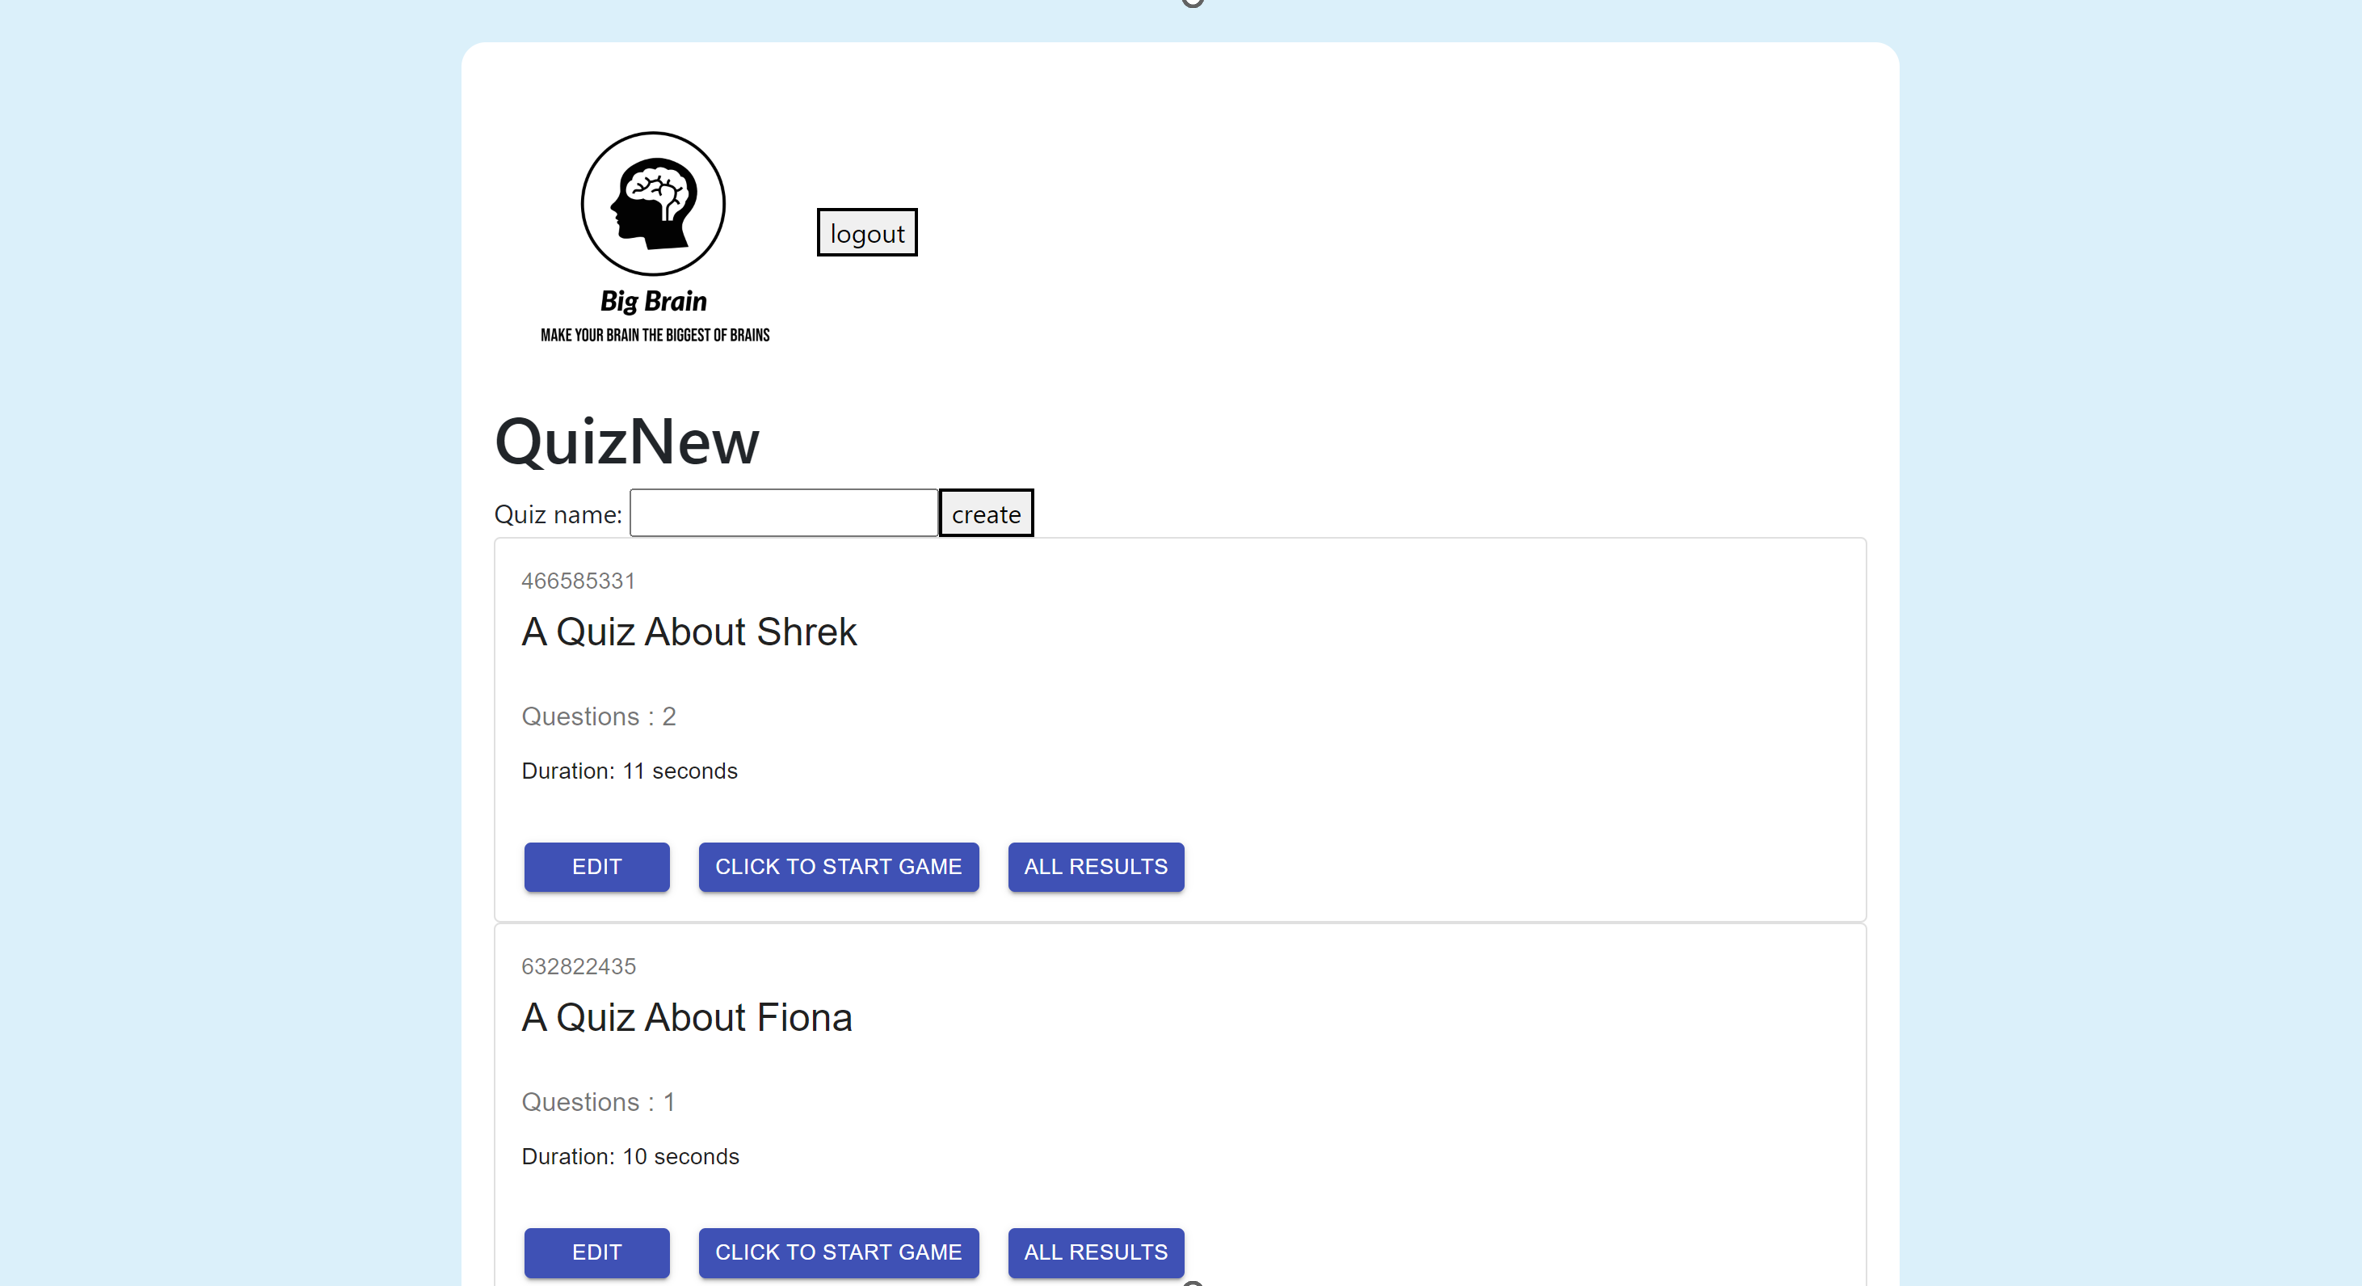 Big Brain
MAKE YOUR BRAIN THE BIGGEST OF BRAINS
logout
QuizNew
Quiz name: create
466585331
A Quiz About Shrek
Questions : 2
Duration: 11 seconds
EDIT CLICK TO START GAME ALL RESULTS
632822435
A Quiz About Fiona
Questions : 1
Duration: 10 seconds
EDIT CLICK TO START GAME ALL RESULTS